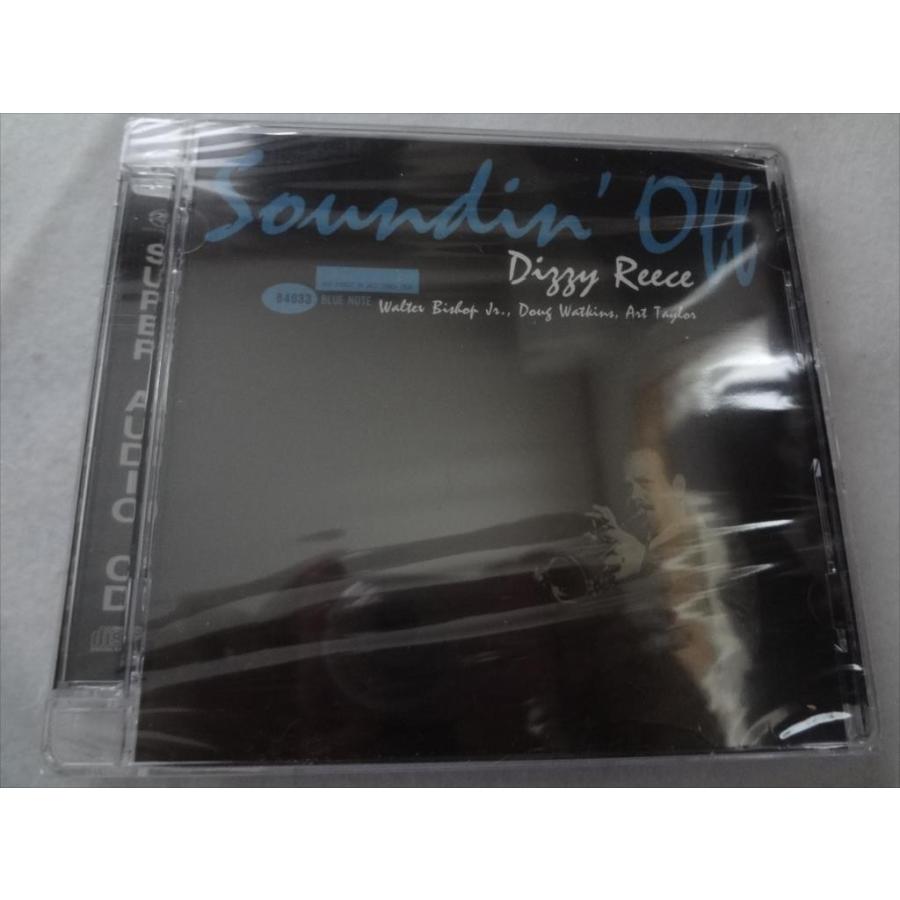 Soundin' Off
Dizzy Reece
84033 BLUE NOTE
Walter Bishop Jr., Doug Watkins, Art Taylor
SUPER AUDIO CD